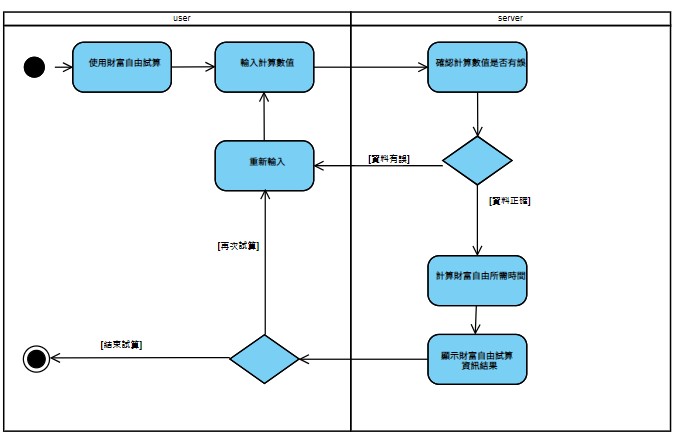 user
server
使用財富自由試算
輸入計算數值
確認計算數值是否有誤
重新輸入
[資料有誤]
[資料正確]
[再次試算]
計算財富自由所需時間
[結束試算]
顯示財富自由試算
資訊結果